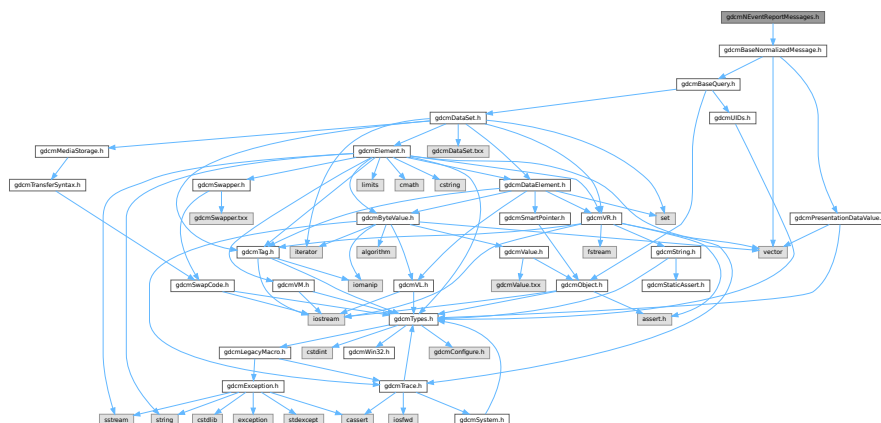 gdcmNEventReportMessages.h
gdcmBaseNormalizedMessage.h
gdcmBaseQuery.h
gdcmDataSet.h
gdcmUIDs.h
gdcmMediaStorage.h
gdcmElement.h
gdcmDataSet.txx
gdcmTransferSyntax.h
gdcmSwapper.h
limits
cmath
cstring
gdcmDataElement.h
gdcmSwapper.txx
gdcmByteValue.h
gdcmSmartPointer.h
gdcmVR.h
set
gdcmPresentationDataValue.
gdcmTag.h
iterator
algorithm
gdcmValue.h
fstream
gdcmString.h
vector
gdcmSwapCode.h
gdcmVM.h
iomanip
gdcmVL.h
gdcmValue.txx
gdcmObject.h
gdcmStaticAssert.h
iostream
gdcmTypes.h
assert.h
gdcmLegacyMacro.h
cstdint
gdcmWin32.h
gdcmConfigure.h
gdcmException.h
gdcmTrace.h
sstream
string
cstdlib
exception
stdexcept
cassert
iosfwd
gdcmSystem.h